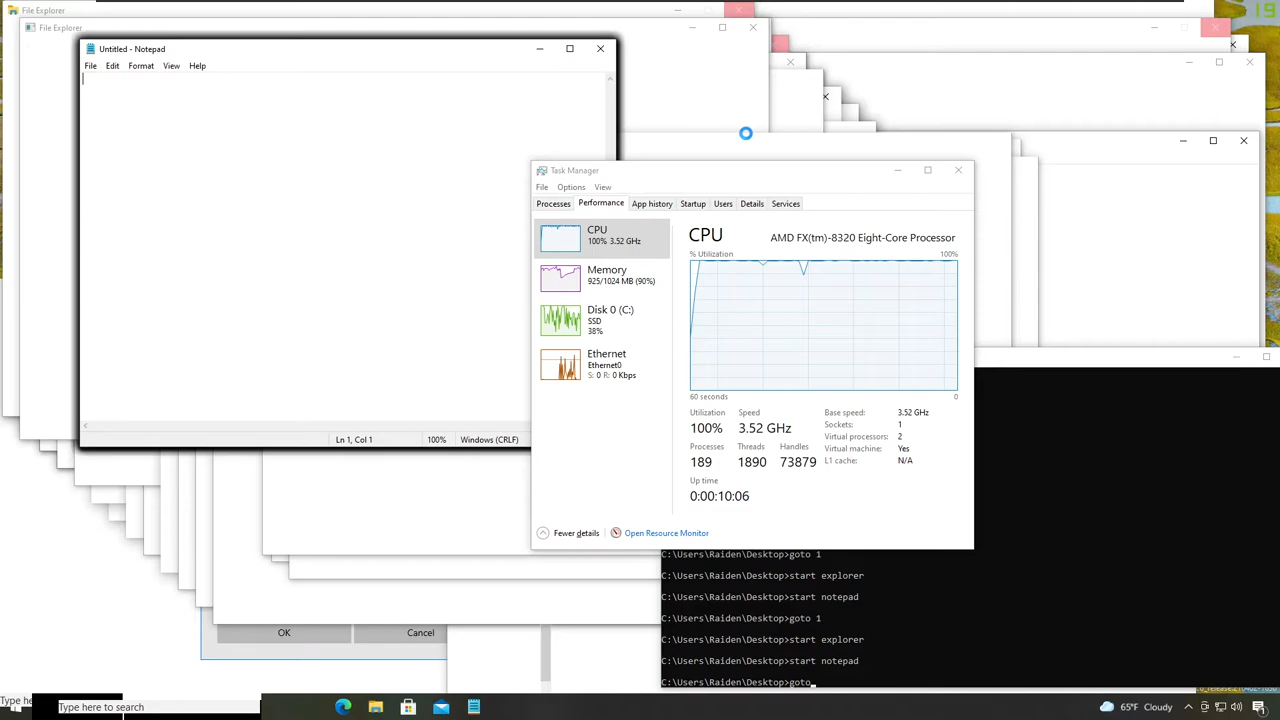 File Explorer
19
File Explorer
Untitled - Notepad
File Edit Format View Help
Ln 1, Col 1 100% Windows (CRLF)
Task Manager
File Options View
Processes Performance App history Startup Users Details Services
CPU
100% 3.52 GHz
Memory
925/1024 MB (90%)
Disk 0 (C:)
SSD
38%
Ethernet
Ethernet0
S: 0 R: 0 Kbps
CPU AMD FX(tm)-8320 Eight-Core Processor
% Utilization 100%
60 seconds 0
Utilization Speed
100% 3.52 GHz
Processes Threads Handles
189 1890 73879
Up time
0:00:10:06
Base speed: 3.52 GHz
Sockets: 1
Virtual processors: 2
Virtual machine: Yes
L1 cache: N/A
Fewer details Open Resource Monitor
C:\Users\Raiden\Desktop>goto 1
C:\Users\Raiden\Desktop>start explorer
C:\Users\Raiden\Desktop>start notepad
C:\Users\Raiden\Desktop>goto 1
C:\Users\Raiden\Desktop>start explorer
C:\Users\Raiden\Desktop>start notepad
C:\Users\Raiden\Desktop>goto
OK Cancel
Type he
Type here to search
65°F Cloudy
1